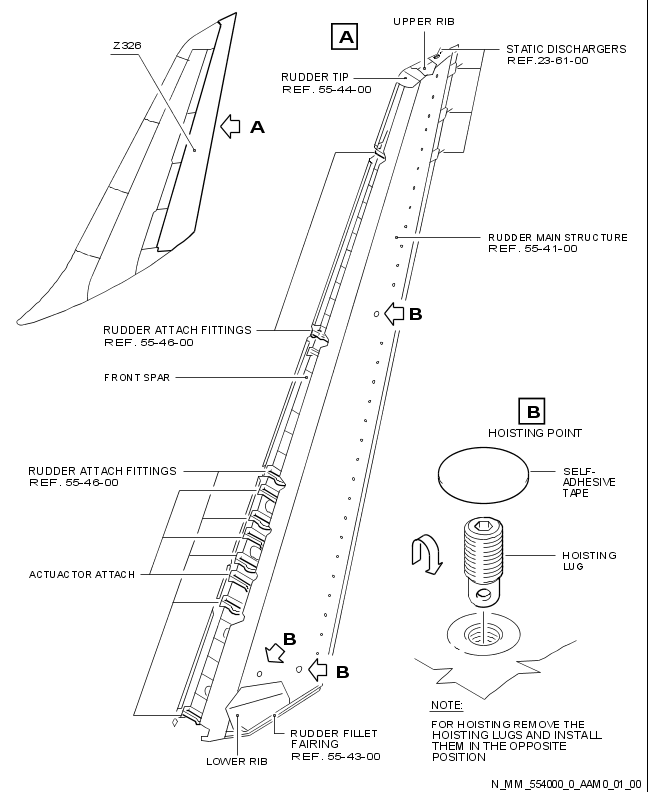 Z326
A
A
UPPER RIB
STATIC DISCHARGERS
REF.23-61-00
RUDDER TIP
REF. 55-44-00
RUDDER MAIN STRUCTURE
REF. 55-41-00
B
RUDDER ATTACH FITTINGS
REF. 55-46-00
FRONT SPAR
B
HOISTING POINT
RUDDER ATTACH FITTINGS
REF. 55-46-00
SELF-
ADHESIVE
TAPE
HOISTING
LUG
ACTUACTOR ATTACH
B
B
NOTE:
FOR HOISTING REMOVE THE
HOISTING LUGS AND INSTALL
THEM IN THE OPPOSITE
POSITION
RUDDER FILLET
FAIRING
REF. 55-43-00
LOWER RIB
N_MM_554000_0_AAM0_01_00